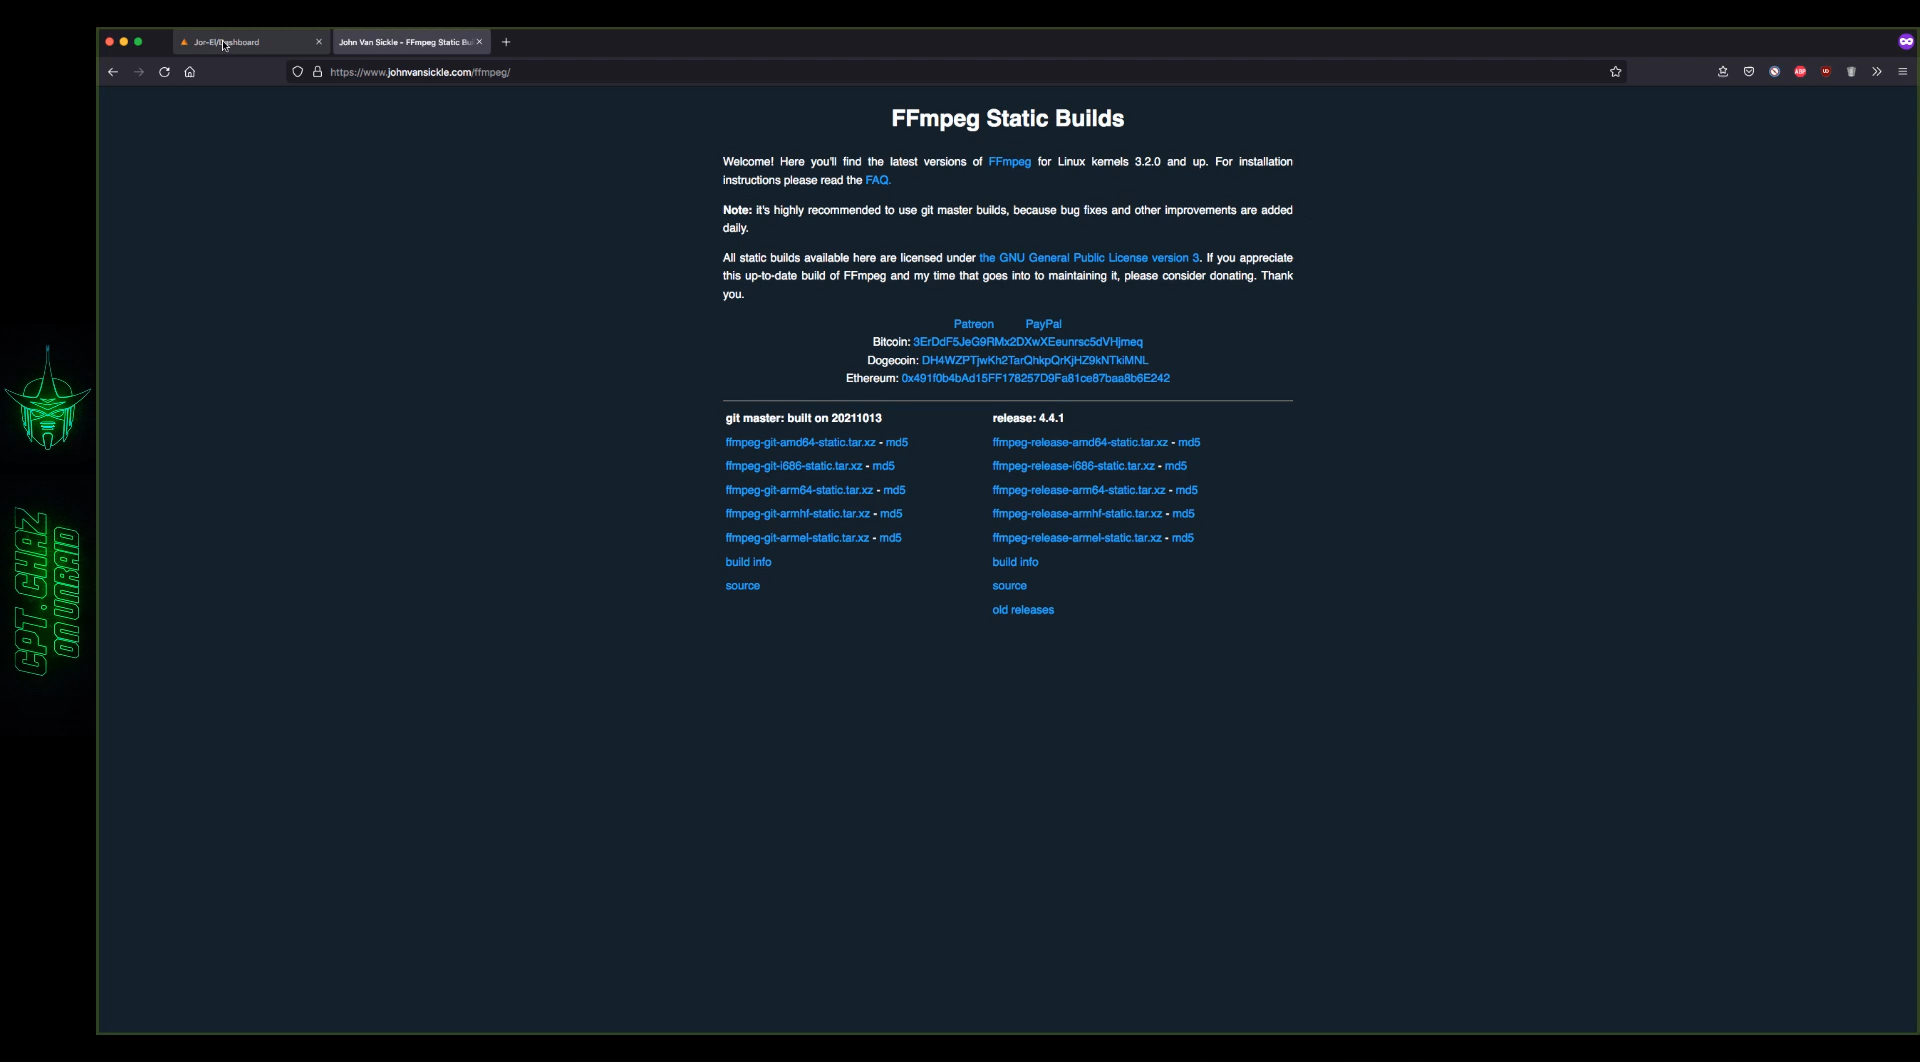 Jor-El/Dashboard
John Van Sickle - FFmpeg Static Bui
https://www.johnvansickle.com/ffmpeg/
ABP
FFmpeg Static Builds
Welcome! Here you'll find the latest versions of FFmpeg for Linux kernels 3.2.0 and up. For installation
instructions please read the FAQ.
Note: it's highly recommended to use git master builds, because bug fixes and other improvements are added
daily.
All static builds available here are licensed under the GNU General Public License version 3. If you appreciate
this up-to-date build of FFmpeg and my time that goes into to maintaining it, please consider donating. Thank
you.
Patreon PayPal
Bitcoin: 3ErDdF5JeG9RMx2DXwXEeunrsc5dVHjmeq
Dogecoin: DH4WZPTjwKh2TarQhkpQrKjHZ9kNTkiMNL
Ethereum: 0x491f0b4bAd15FF178257D9Fa81ce87baa8b6E242
git master: built on 20211013
ffmpeg-git-amd64-static.tar.xz - md5
ffmpeg-git-i686-static.tar.xz - md5
ffmpeg-git-arm64-static.tar.xz - md5
ffmpeg-git-armhf-static.tar.xz - md5
ffmpeg-git-armel-static.tar.xz - md5
build info
source
release: 4.4.1
ffmpeg-release-amd64-static.tar.xz - md5
ffmpeg-release-i686-static.tar.xz - md5
ffmpeg-release-arm64-static.tar.xz - md5
ffmpeg-release-armhf-static.tar.xz - md5
ffmpeg-release-armel-static.tar.xz - md5
build info
source
old releases
CPT.CHAZ
ON UNRAID